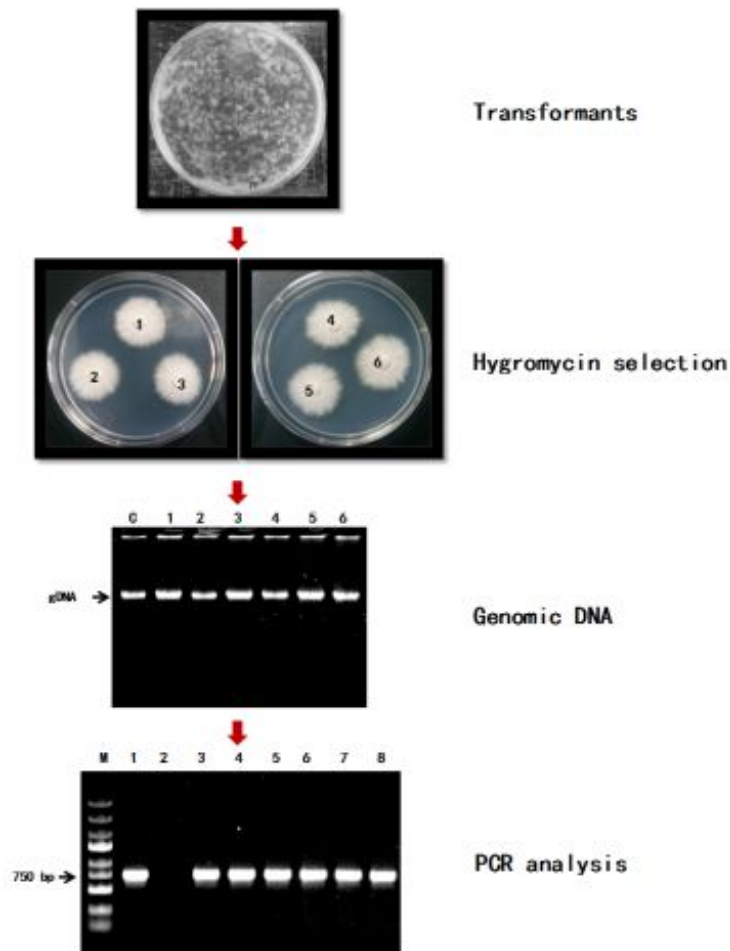 Transformants
1
2
3
4
5
6
Hygromycin selection
C 1 2 3 4 5 6
gDNA
Genomic DNA
M 1 2 3 4 5 6 7 8
750 bp
PCR analysis